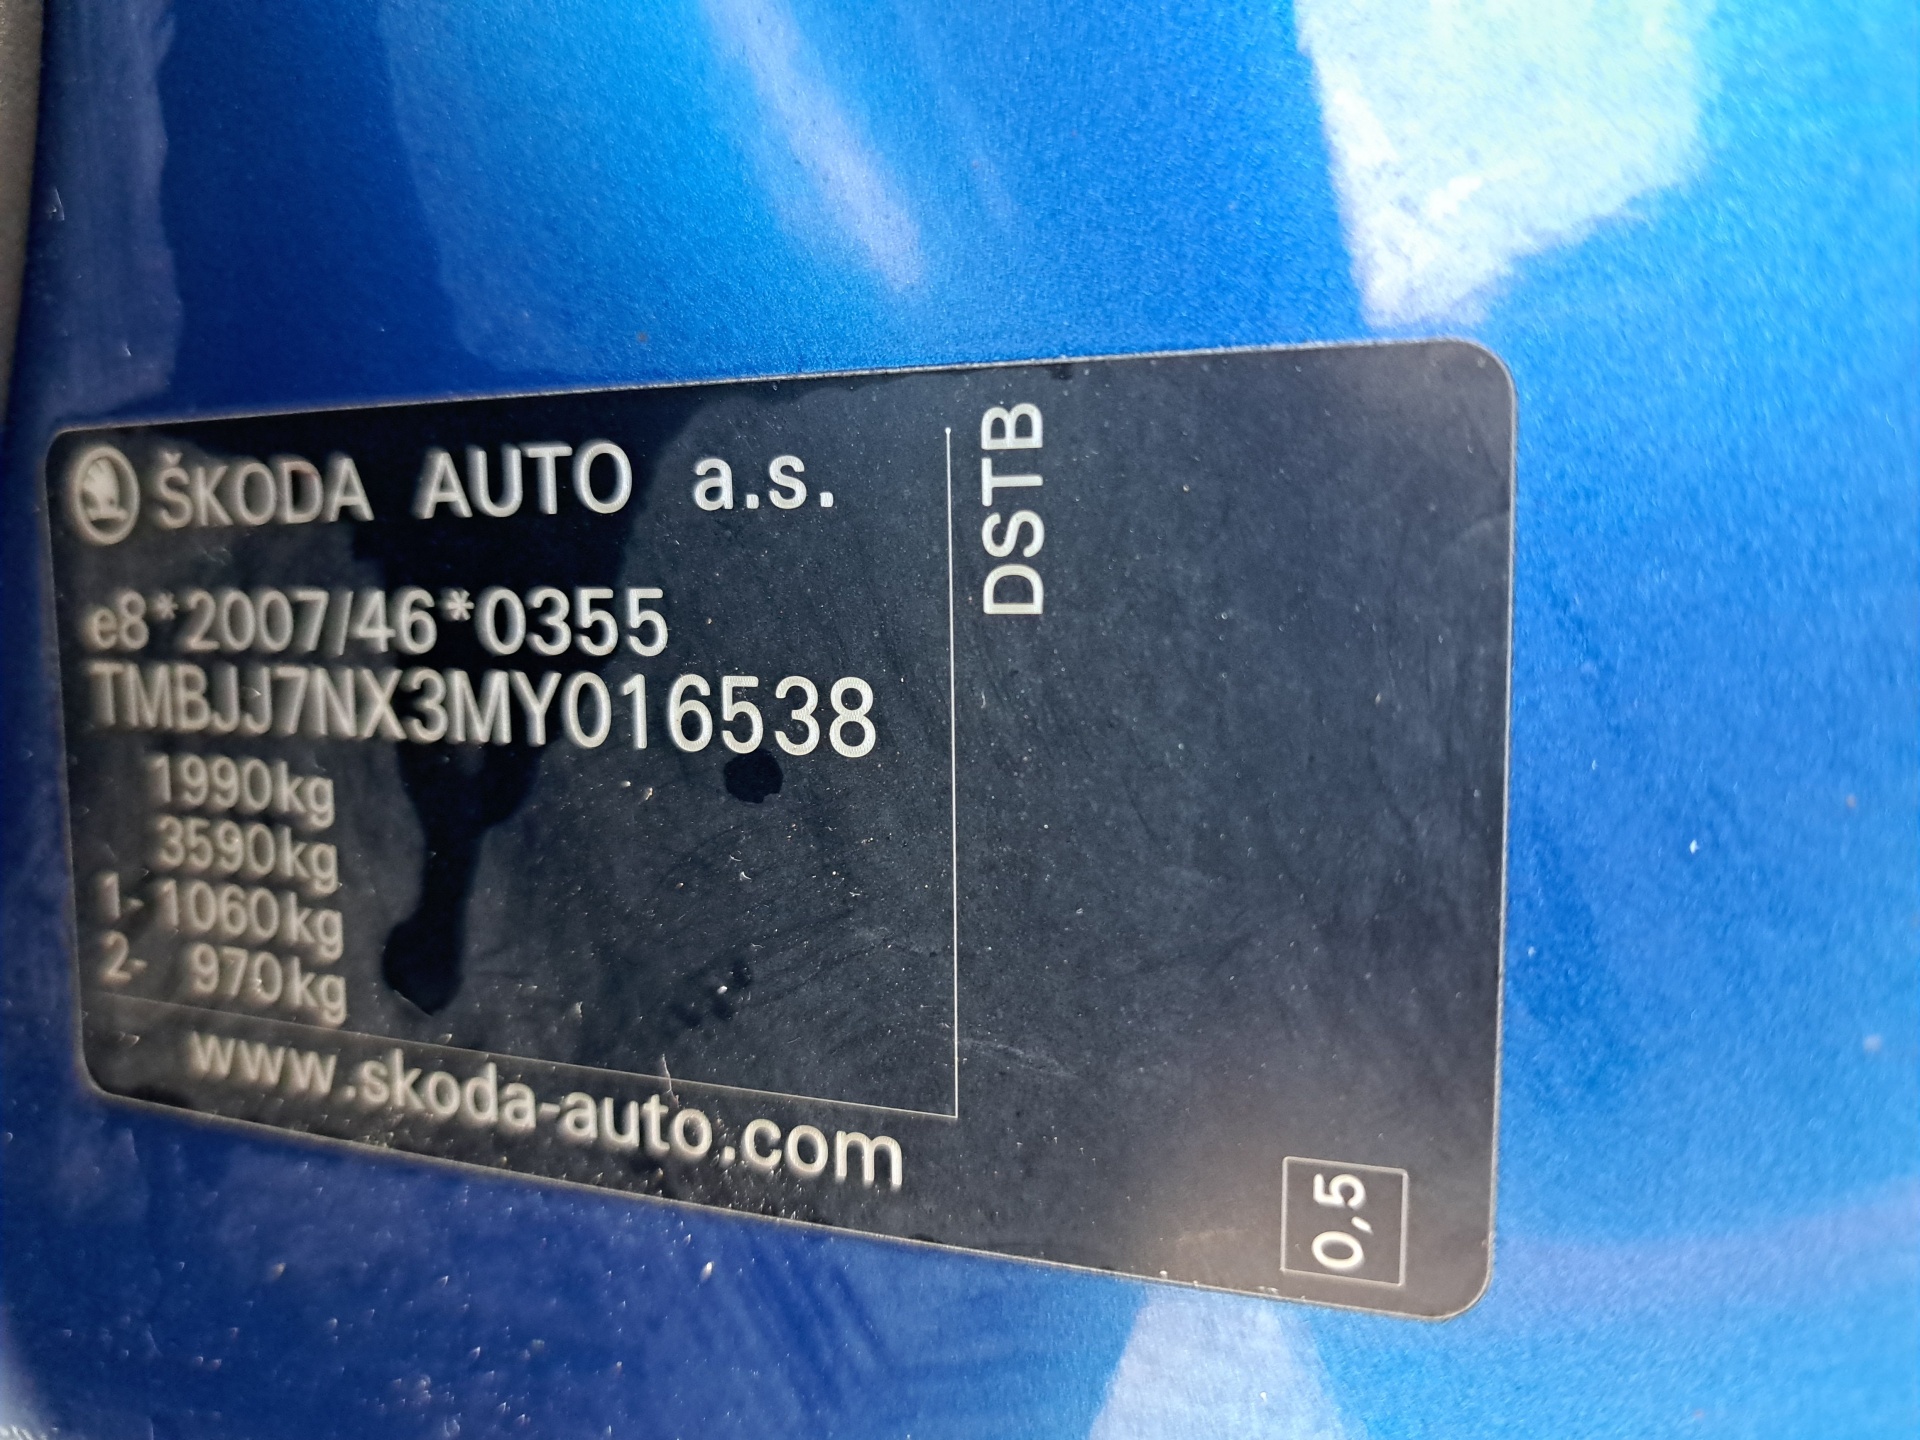 ŠKODA AUTO a.s.
e8*2007/46*0355
TMBJJ7NX3MY016538
1990kg
3590kg
1- 1060kg
2- 970kg
www.skoda-auto.com
DSTB
0,5